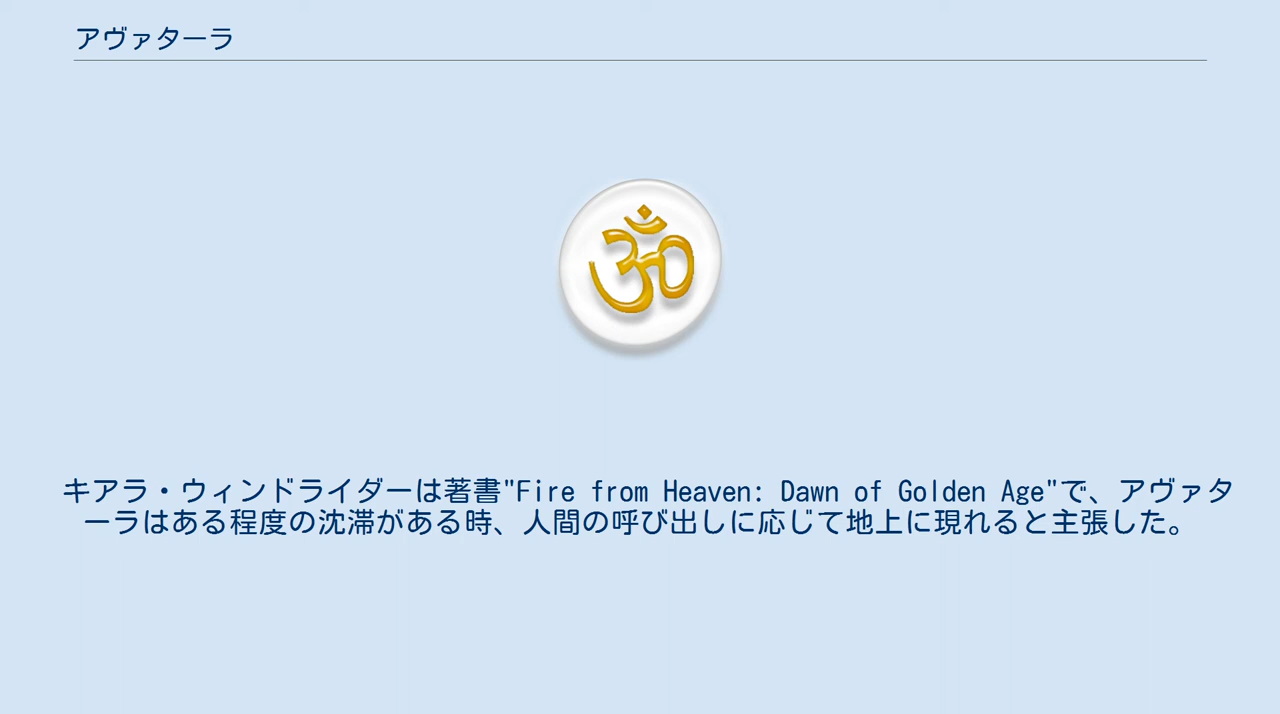 アヴァターラ
ॐ
キアラ・ウィンドライダーは著書"Fire from Heaven: Dawn of Golden Age"で、アヴァタ
ーラはある程度の沈滞がある時、人間の呼び出しに応じて地上に現れると主張した。